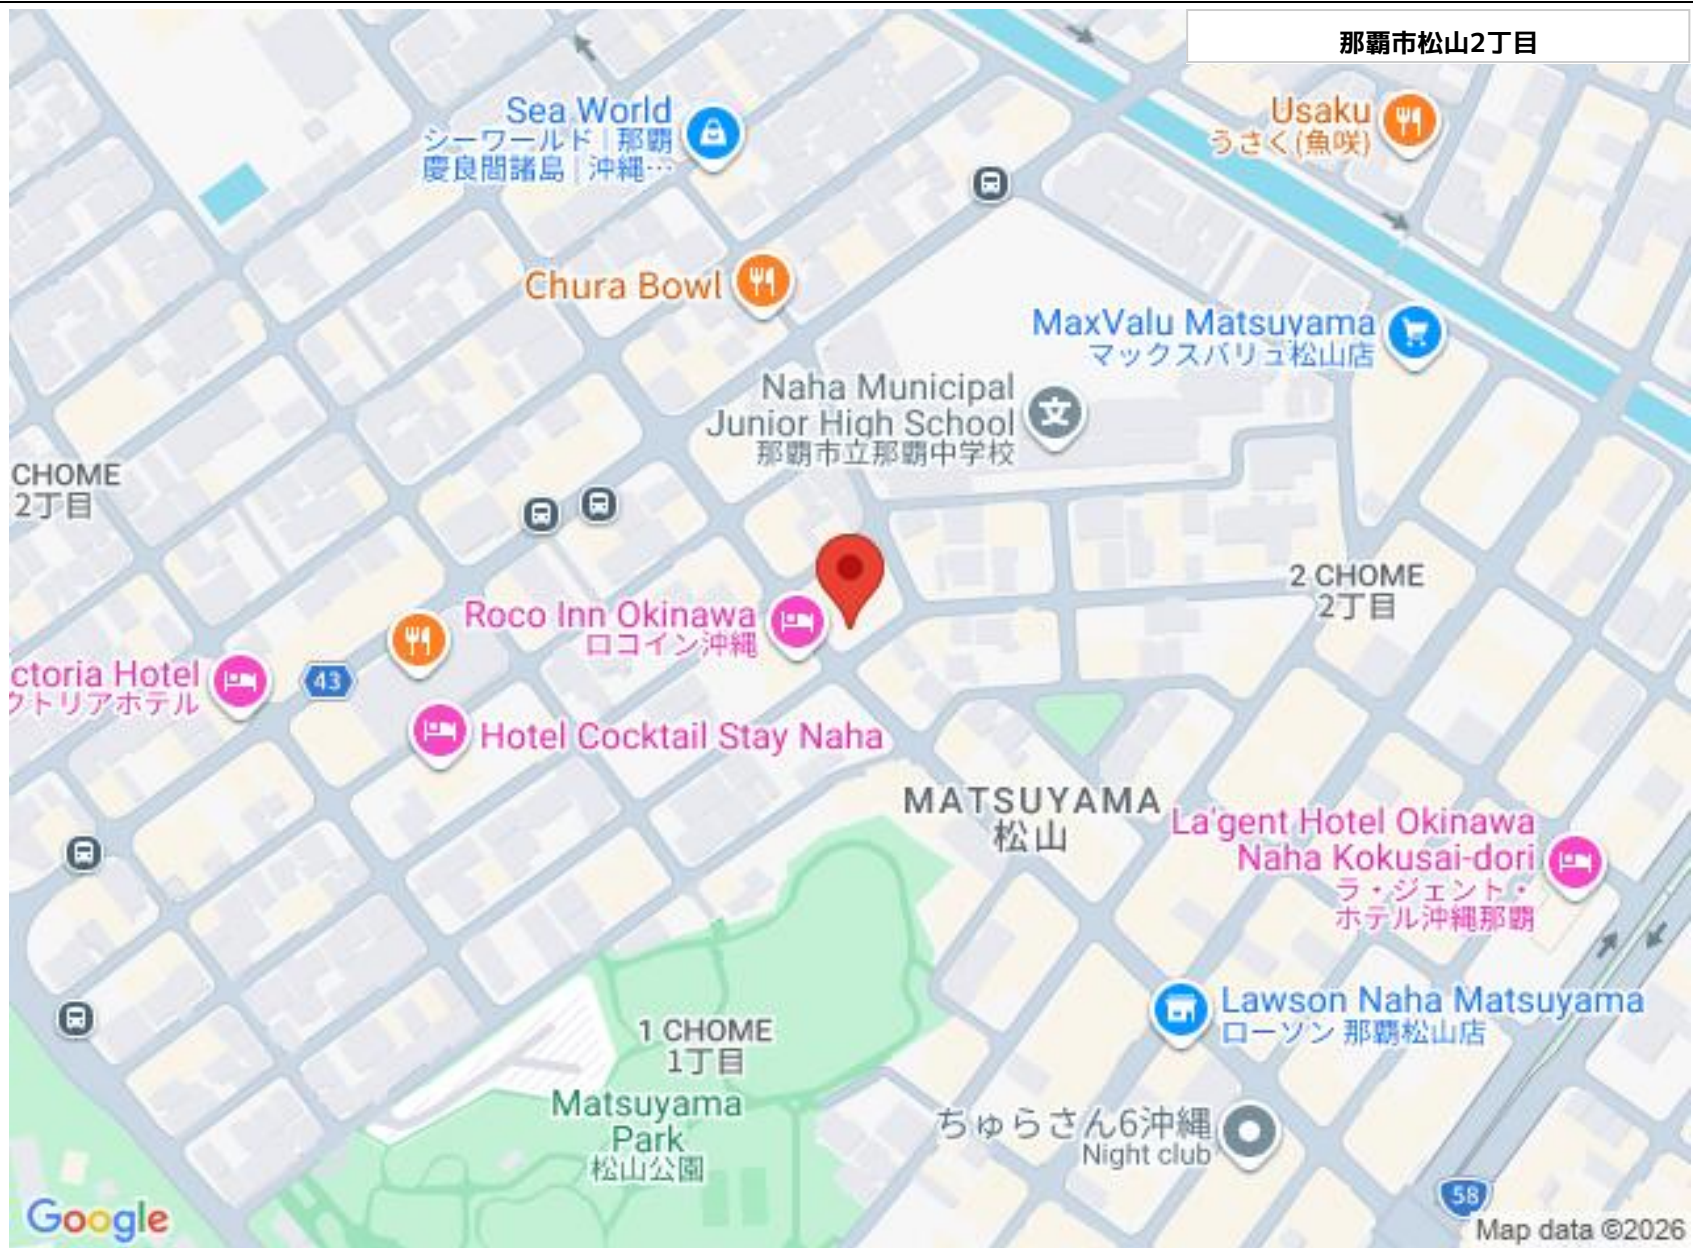 那覇市松山2丁目
Sea World
シーワールド | 那覇
慶良間諸島 | 沖縄…
Usaku
うさく(魚咲)
Chura Bowl
MaxValu Matsuyama
マックスバリュ松山店
Naha Municipal
Junior High School
那覇市立那覇中学校
文
CHOME
2丁目
2 CHOME
2丁目
Roco Inn Okinawa
ロコイン沖縄
ctoria Hotel
クトリアホテル
43
Hotel Cocktail Stay Naha
MATSUYAMA
松山
La'gent Hotel Okinawa
Naha Kokusai-dori
ラ・ジェント・
ホテル沖縄那覇
Lawson Naha Matsuyama
ローソン 那覇松山店
1 CHOME
1丁目
Matsuyama
Park
松山公園
ちゅらさん6沖縄
Night club
58
Google
Map data ©2026